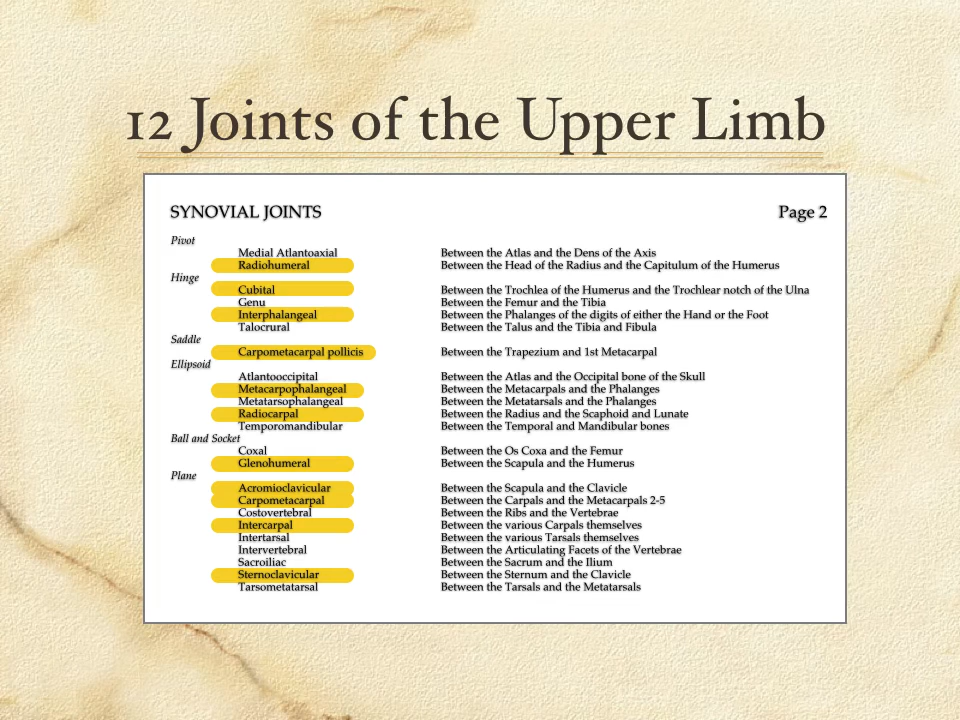 12 Joints of the Upper Limb
SYNOVIAL JOINTS Page 2
Pivot
Medial Atlantoaxial Between the Atlas and the Dens of the Axis
Radiohumeral Between the Head of the Radius and the Capitulum of the Humerus
Hinge
Cubital Between the Trochlea of the Humerus and the Trochlear notch of the Ulna
Genu Between the Femur and the Tibia
Interphalangeal Between the Phalanges of the digits of either the Hand or the Foot
Talocrural Between the Talus and the Tibia and Fibula
Saddle
Carpometacarpal pollicis Between the Trapezium and 1st Metacarpal
Ellipsoid
Atlantooccipital Between the Atlas and the Occipital bone of the Skull
Metacarpophalangeal Between the Metacarpals and the Phalanges
Metatarsophalangeal Between the Metatarsals and the Phalanges
Radiocarpal Between the Radius and the Scaphoid and Lunate
Temporomandibular Between the Temporal and Mandibular bones
Ball and Socket
Coxal Between the Os Coxa and the Femur
Glenohumeral Between the Scapula and the Humerus
Plane
Acromioclavicular Between the Scapula and the Clavicle
Carpometacarpal Between the Carpals and the Metacarpals 2-5
Costovertebral Between the Ribs and the Vertebrae
Intercarpal Between the various Carpals themselves
Intertarsal Between the various Tarsals themselves
Intervertebral Between the Articulating Facets of the Vertebrae
Sacroiliac Between the Sacrum and the Ilium
Sternoclavicular Between the Sternum and the Clavicle
Tarsometatarsal Between the Tarsals and the Metatarsals